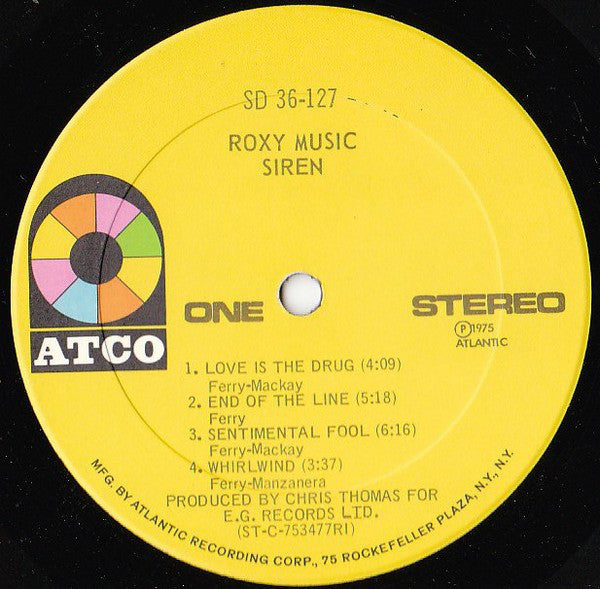 SD 36-127
ROXY MUSIC
SIREN
ATCO
ONE
STEREO
Ⓟ1975
ATLANTIC
1. LOVE IS THE DRUG (4:09)
Ferry-Mackay
2. END OF THE LINE (5:18)
Ferry
3. SENTIMENTAL FOOL (6:16)
Ferry-Mackay
4. WHIRLWIND (3:37)
Ferry-Manzanera
PRODUCED BY CHRIS THOMAS FOR
E.G. RECORDS LTD.
(ST-C-753477RI)
MFG. BY ATLANTIC RECORDING CORP., 75 ROCKEFELLER PLAZA, N.Y., N.Y.